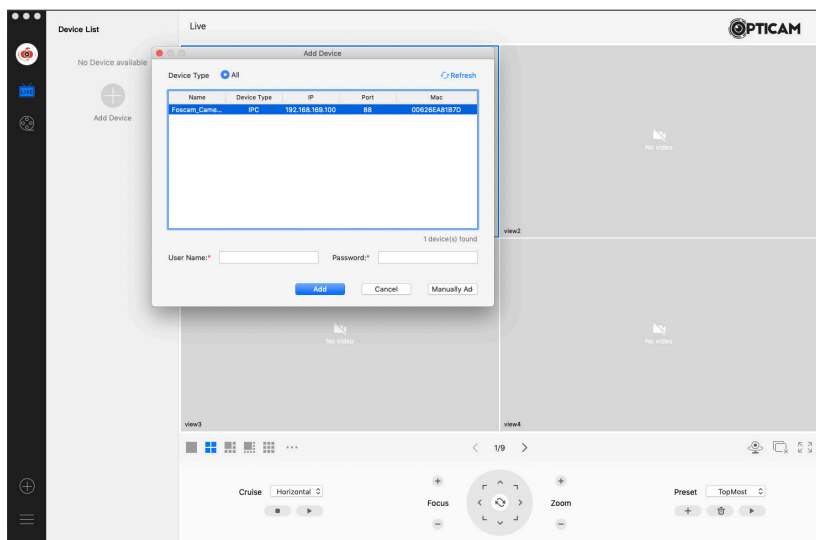 Device List
Live
OPTICAM
No Device available
Add Device
LIVE
Add Device
Device Type All Refresh
Name Device Type IP Port Mac
Foscam_Came... IPC 192.168.169.100 88 00626EA81B7D
1 device(s) found
User Name:* Password:*
Add Cancel Manually Ad
No video
view2
No video
No video
view3
view4
1/9
Cruise Horizontal
Focus
Zoom
Preset TopMost